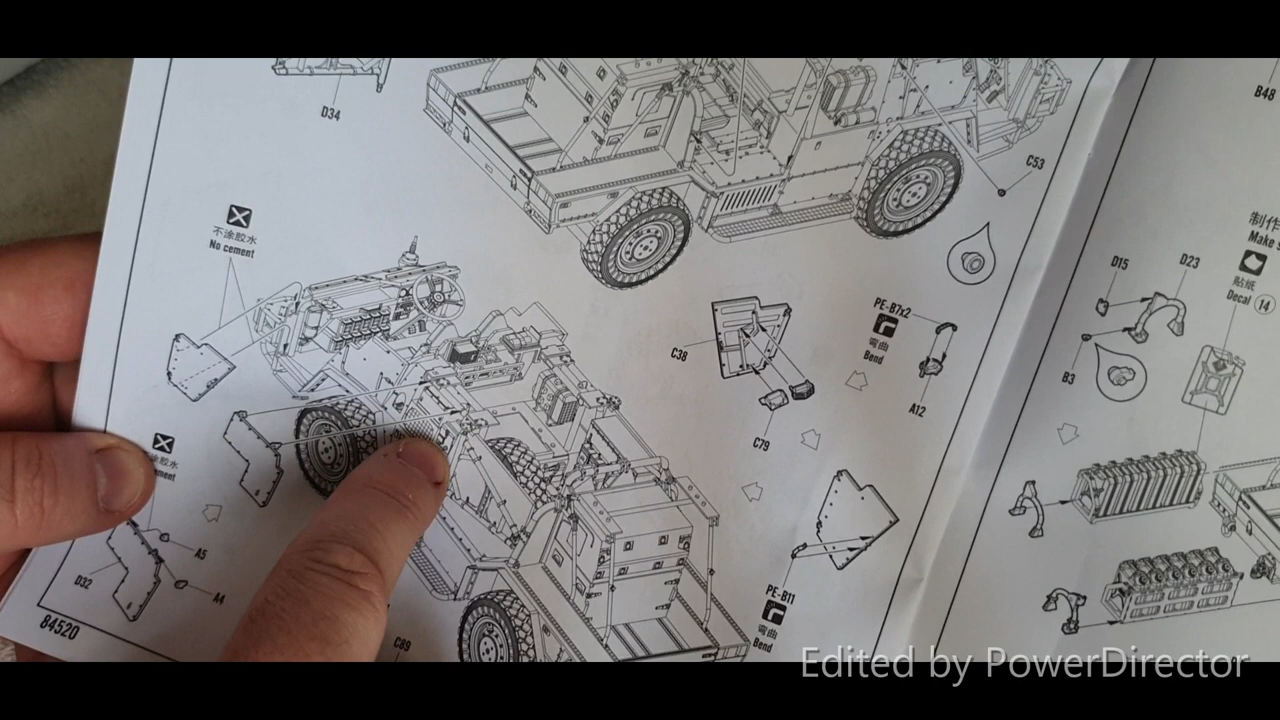 D34
C53
B48
不涂胶水
No cement
制作
Make
D15
D23
贴纸
Decal 14
PE-B7x2
弯曲
Bend
C38
A12
B3
C79
胶水
A5
A4
D32
PE-B11
弯曲
Bend
84520
C89
Edited by PowerDirector